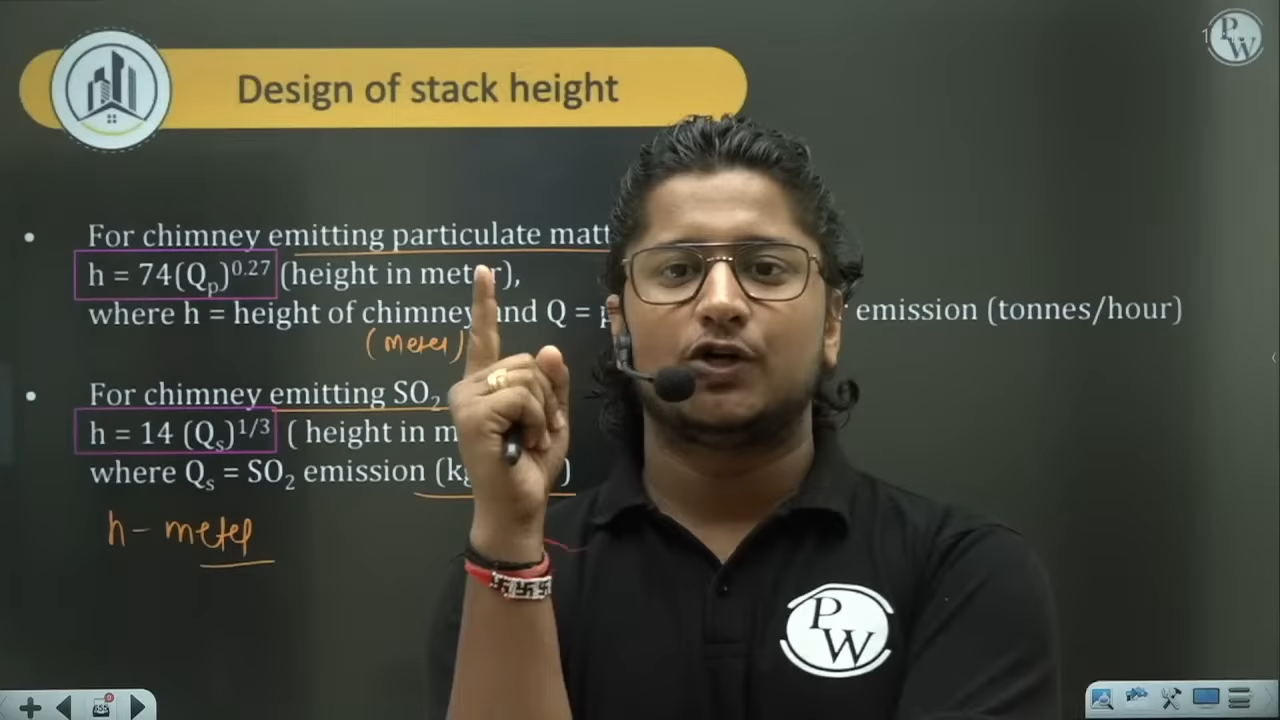 PW
Design of stack height
• For chimney emitting particulate matt
h = 74(Qₚ)^0.27 (height in meter),
where h = height of chimney and Q = emission (tonnes/hour)
(meter)
• For chimney emitting SO₂
h = 14 (Qₛ)^1/3 ( height in m
where Qₛ = SO₂ emission (kg )
h - meter
PW
655